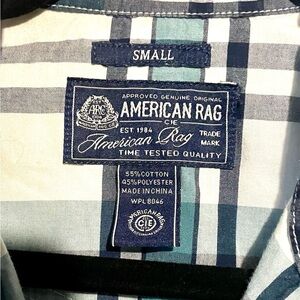 SMALL
APPROVED GENUINE ORIGINAL
ARC
AMERICAN RAG
CIE
EST 1984
TRADE
MARK
American Rag
TIME TESTED QUALITY
55%COTTON
45%POLYESTER
MADE IN CHINA
WPL 8046
AMERICAN RAG
CIE